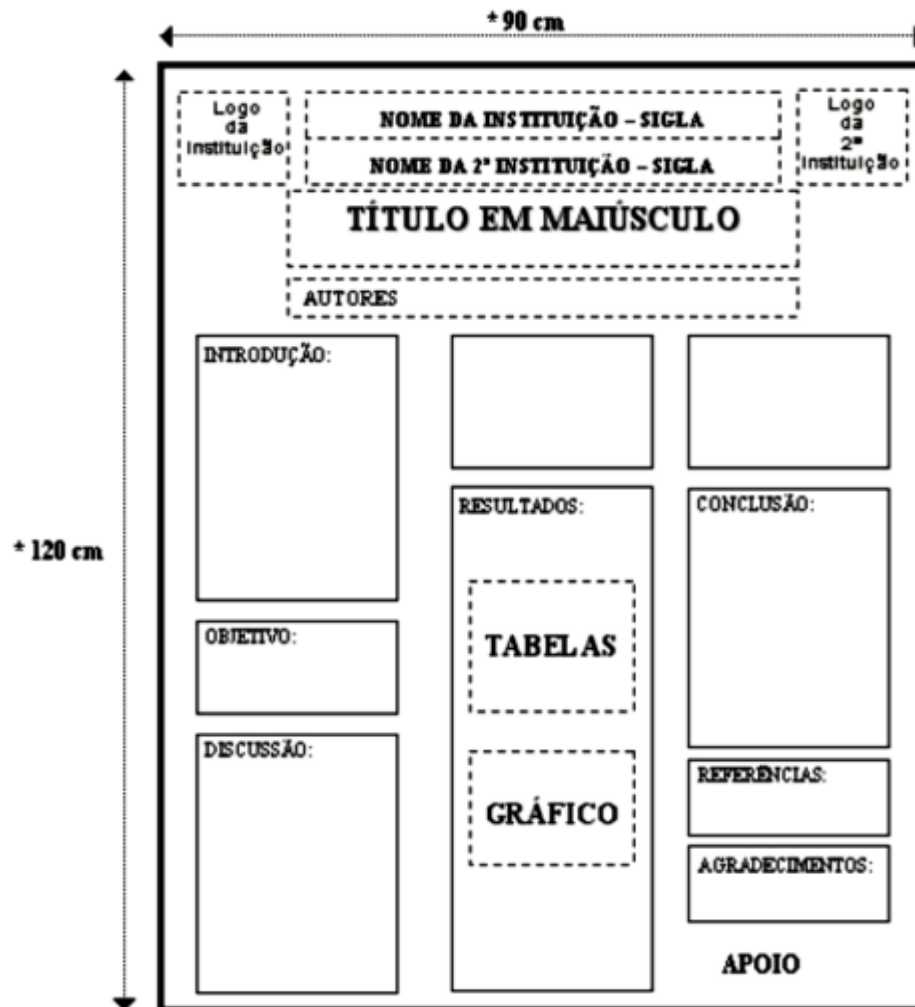 * 90 cm
Logo
da
instituição
NOME DA INSTITUIÇÃO – SIGLA
NOME DA 2ª INSTITUIÇÃO – SIGLA
Logo
da
2ª
instituição
TÍTULO EM MAIÚSCULO
AUTORES
* 120 cm
INTRODUÇÃO:
OBJETIVO:
DISCUSSÃO:
RESULTADOS:
TABELAS
GRÁFICO
CONCLUSÃO:
REFERÊNCIAS:
AGRADECIMENTOS:
APOIO